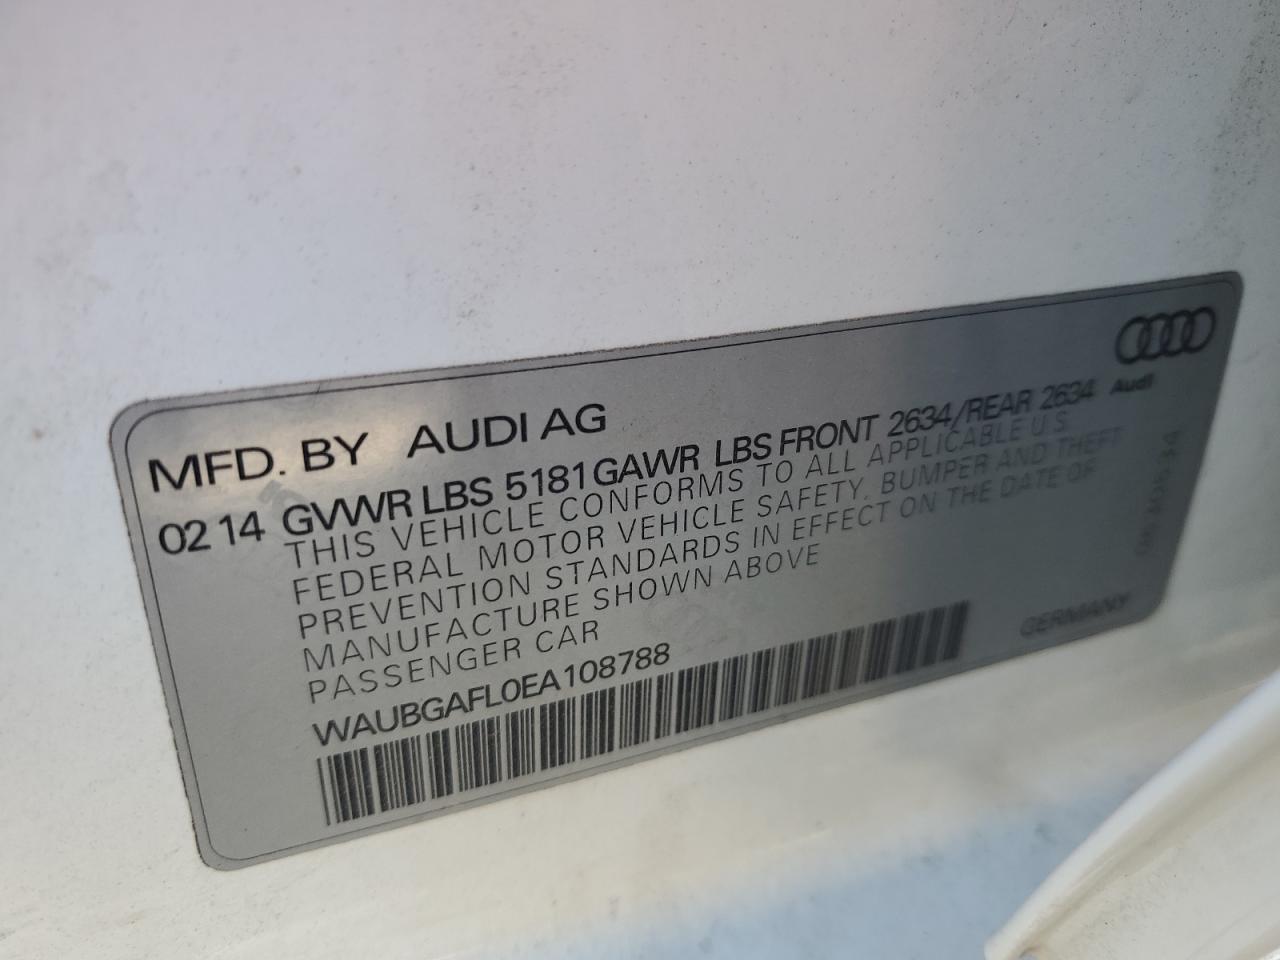 MFD. BY AUDI AG
02 14 GVWR LBS 5181 GAWR LBS FRONT 2634/REAR 2634
THIS VEHICLE CONFORMS TO ALL APPLICABLE U.S.
FEDERAL MOTOR VEHICLE SAFETY, BUMPER AND THEFT
PREVENTION STANDARDS IN EFFECT ON THE DATE OF
MANUFACTURE SHOWN ABOVE
PASSENGER CAR
WAUBGAFL0EA108788
Audi
GERMANY